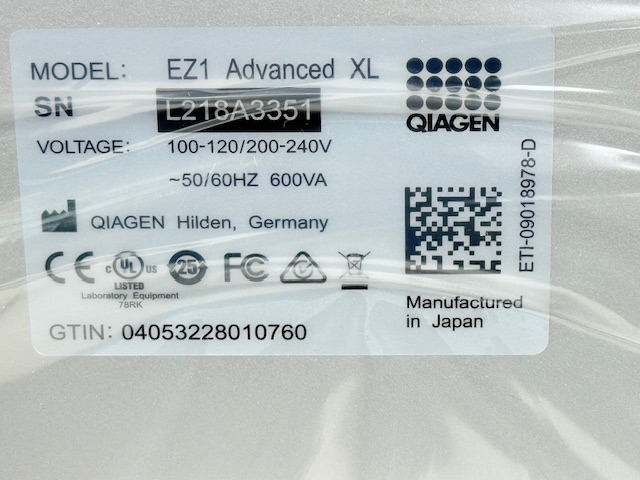 MODEL: EZ1 Advanced XL
SN L218A3351
QIAGEN
VOLTAGE: 100-120/200-240V
~50/60HZ 600VA
QIAGEN Hilden, Germany
CE c UL US 25 FC
LISTED
Laboratory Equipment
78RK
GTIN: 04053228010760
Manufactured
in Japan
ETI-09018978-D